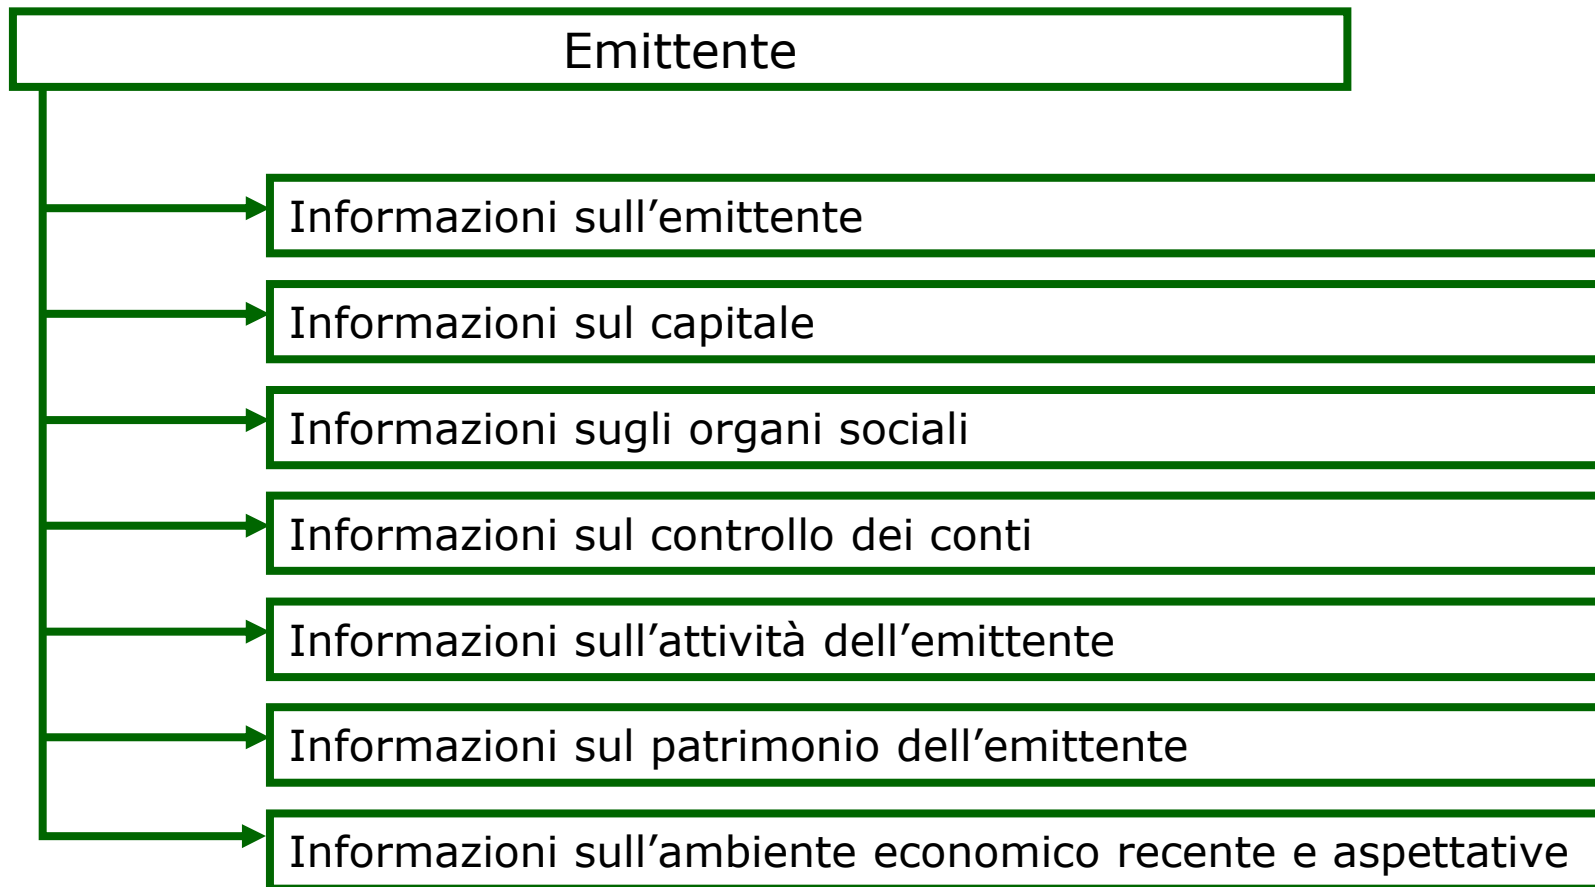 Emittente
Informazioni sull’emittente
Informazioni sul capitale
Informazioni sugli organi sociali
Informazioni sul controllo dei conti
Informazioni sull’attività dell’emittente
Informazioni sul patrimonio dell’emittente
Informazioni sull’ambiente economico recente e aspettative